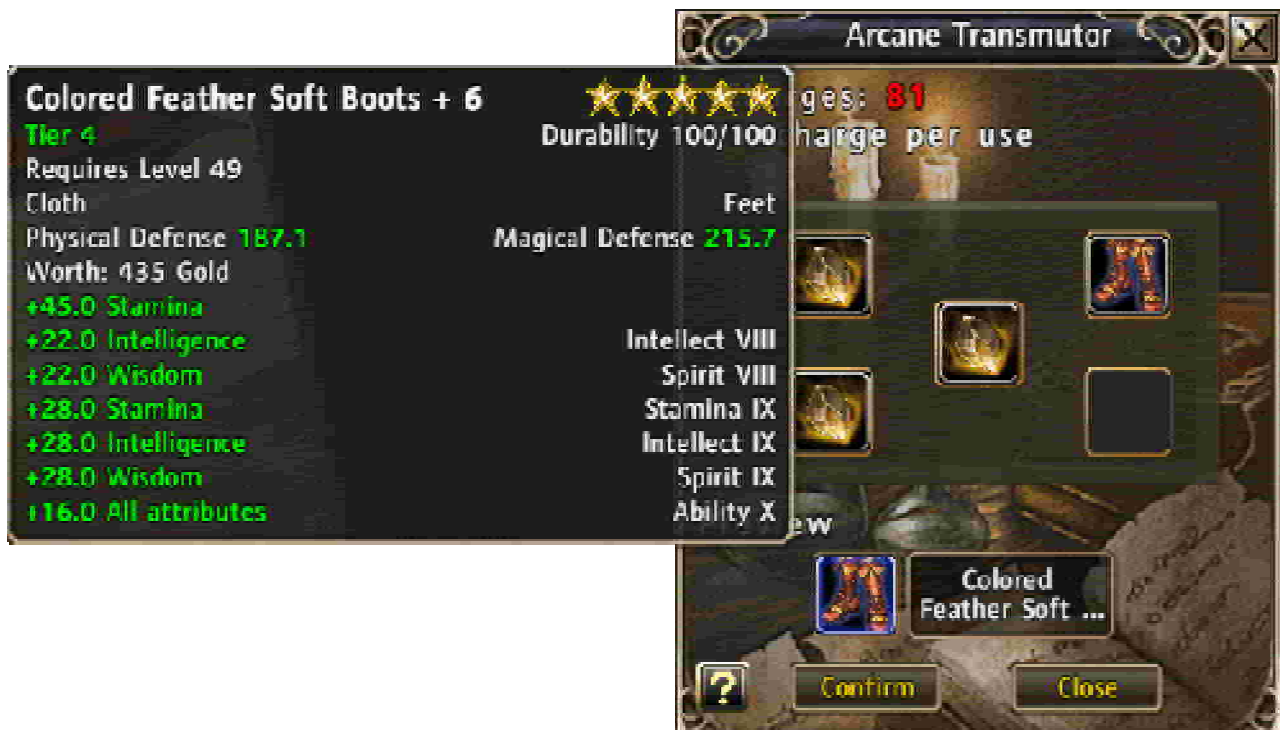 Arcane Transmutor
Colored Feather Soft Boots + 6
ges: 81
Tier 4
Durability 100/100
harge per use
Requires Level 49
Cloth
Feet
Physical Defense 187.1
Magical Defense 215.7
Worth: 435 Gold
+45.0 Stamina
+22.0 Intelligence
Intellect VIII
+22.0 Wisdom
Spirit VIII
+28.0 Stamina
Stamina IX
+28.0 Intelligence
Intellect IX
+28.0 Wisdom
Spirit IX
+16.0 All attributes
Ability X
ew
Colored
Feather Soft ...
?
Confirm
Close